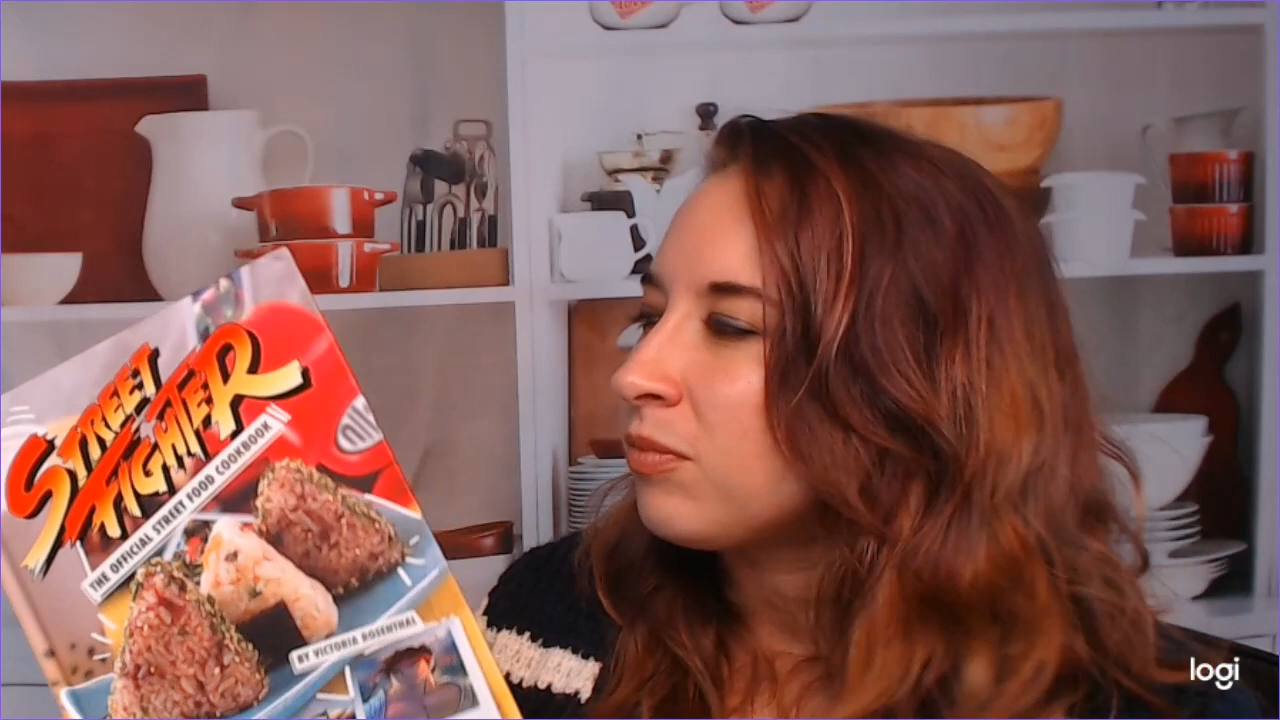 STREET
FIGHTER
THE OFFICIAL STREET FOOD COOKBOOK
BY VICTORIA ROSENTHAL
logi